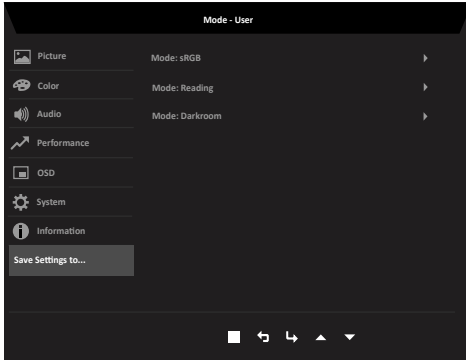 Mode - User
Picture
Mode: sRGB
Color
Mode: Reading
Audio
Mode: Darkroom
Performance
OSD
System
Information
Save Settings to...